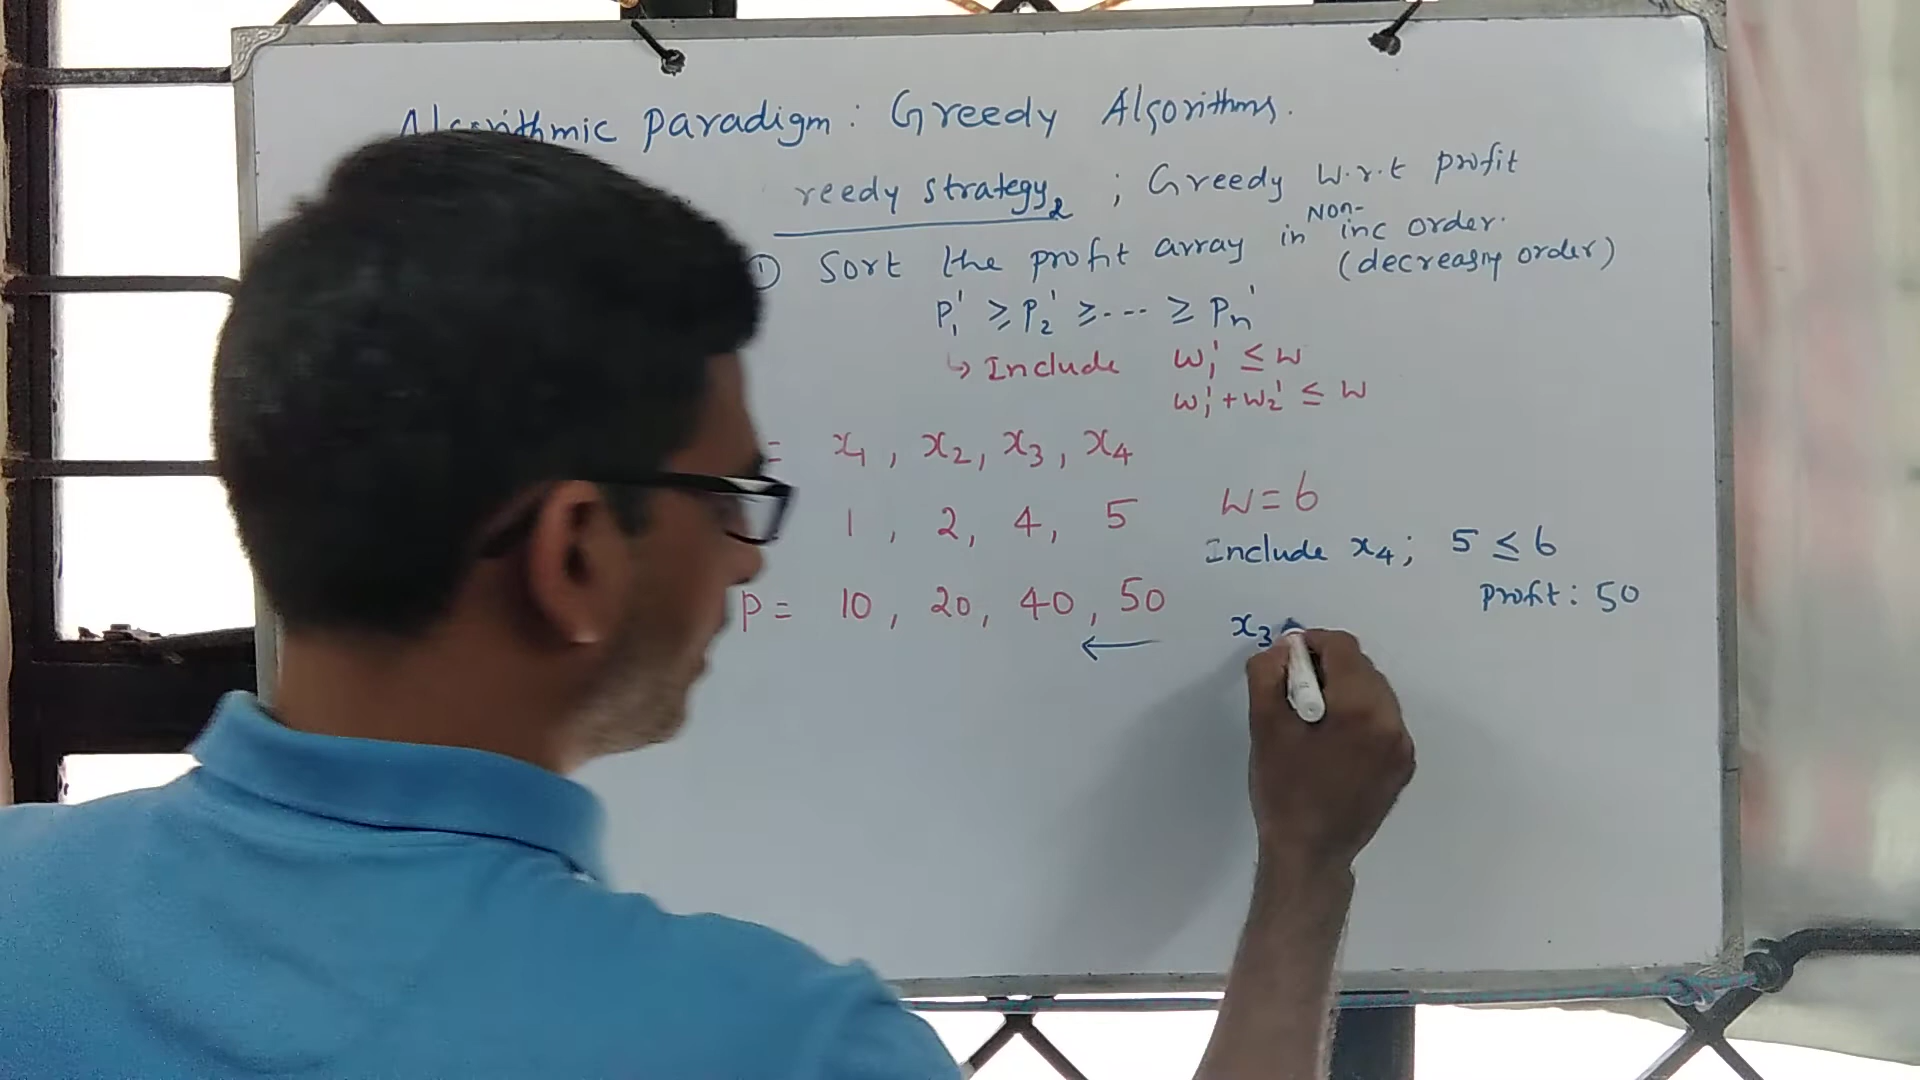 Algorithmic paradigm: Greedy Algorithms.
reedy strategy2 ; Greedy w.r.t profit
① Sort the profit array in Non-inc order.
(decreasing order)
p1' ≥ p2' ≥ ... ≥ pn'
↳ Include w1' ≤ W
w1' + w2' ≤ W
= x1, x2, x3, x4
1, 2, 4, 5
W = 6
Include x4; 5 ≤ 6
p = 10, 20, 40, 50
profit: 50
←
x3